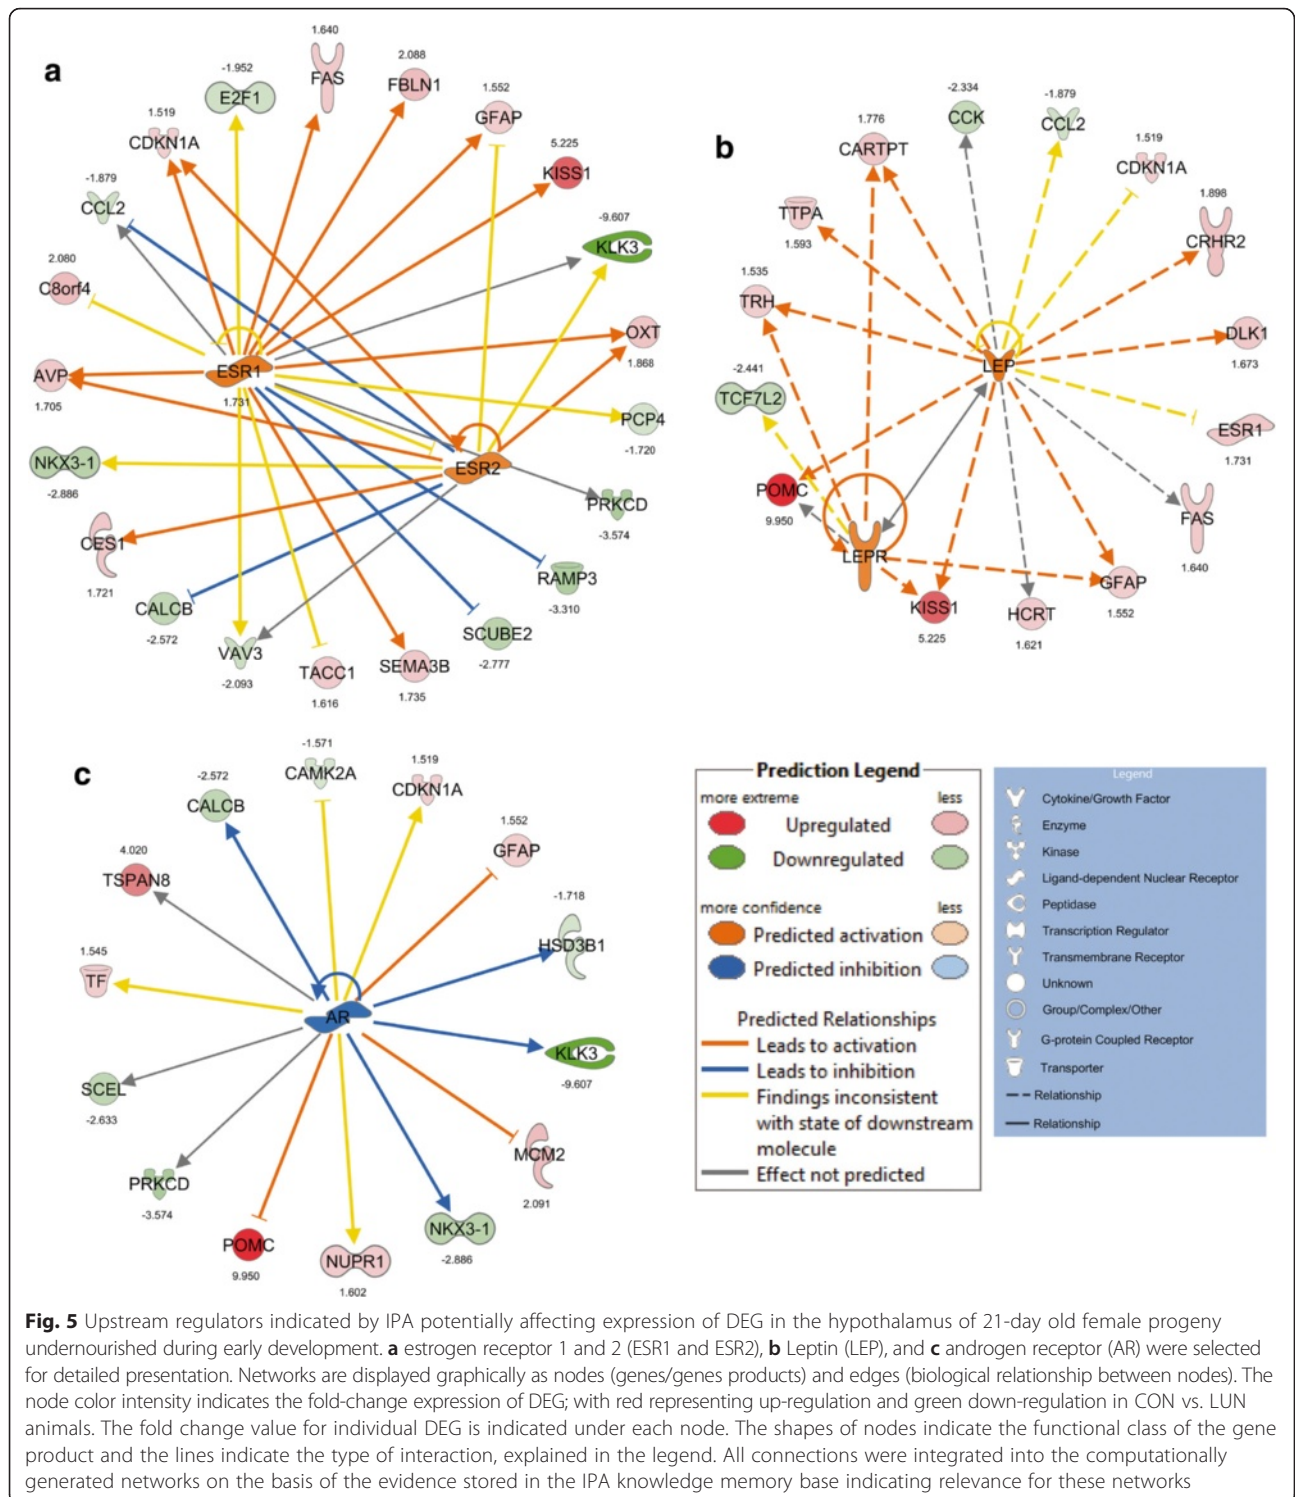 a
1.640
FAS
2.088
FBLN1
-1.952
E2F1
1.552
GFAP
1.519
CDKN1A
5.225
KISS1
-1.879
CCL2
-9.607
KLK3
2.080
C8orf4
OXT
1.868
ESR1
1.731
AVP
1.705
PCP4
-1.720
NKX3-1
-2.886
ESR2
PRKCD
-3.574
CES1
1.721
RAMP3
-3.310
CALCB
-2.572
SCUBE2
-2.777
VAV3
-2.093
TACC1
1.616
SEMA3B
1.735
b
-2.334
CCK
-1.879
CCL2
1.776
CARTPT
1.519
CDKN1A
1.898
CRHR2
TTPA
1.593
1.535
TRH
DLK1
1.673
LEP
-2.441
TCF7L2
ESR1
1.731
POMC
9.950
FAS
1.640
LEPR
GFAP
1.552
KISS1
5.225
HCRT
1.621
c
-1.571
CAMK2A
1.519
CDKN1A
-2.572
CALCB
1.552
GFAP
4.020
TSPAN8
-1.718
HSD3B1
1.545
TF
AR
KLK3
-9.607
SCEL
-2.633
MCM2
2.091
PRKCD
-3.574
NKX3-1
-2.886
POMC
9.950
NUPR1
1.602
Prediction Legend
more extreme less
Upregulated
Downregulated
more confidence less
Predicted activation
Predicted inhibition
Predicted Relationships
Leads to activation
Leads to inhibition
Findings inconsistent
with state of downstream
molecule
Effect not predicted
Legend
Cytokine/Growth Factor
Enzyme
Kinase
Ligand-dependent Nuclear Receptor
Peptidase
Transcription Regulator
Transmembrane Receptor
Unknown
Group/Complex/Other
G-protein Coupled Receptor
Transporter
Relationship
Relationship
Fig. 5 Upstream regulators indicated by IPA potentially affecting expression of DEG in the hypothalamus of 21-day old female progeny
undernourished during early development. a estrogen receptor 1 and 2 (ESR1 and ESR2), b Leptin (LEP), and c androgen receptor (AR) were selected
for detailed presentation. Networks are displayed graphically as nodes (genes/genes products) and edges (biological relationship between nodes). The
node color intensity indicates the fold-change expression of DEG; with red representing up-regulation and green down-regulation in CON vs. LUN
animals. The fold change value for individual DEG is indicated under each node. The shapes of nodes indicate the functional class of the gene
product and the lines indicate the type of interaction, explained in the legend. All connections were integrated into the computationally
generated networks on the basis of the evidence stored in the IPA knowledge memory base indicating relevance for these networks